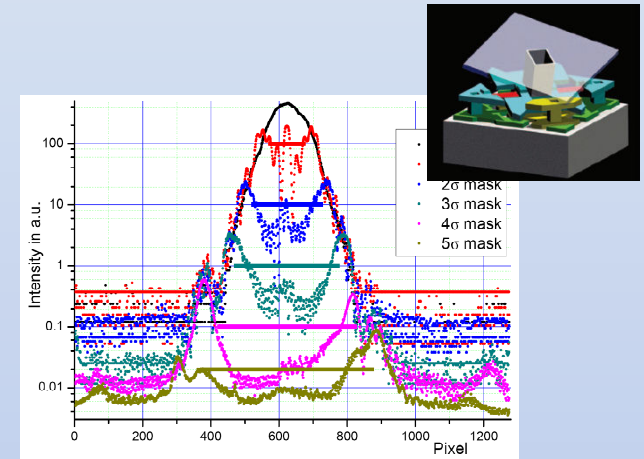 100
10
1
0.1
0.01
Intensity in a.u.
0 200 400 600 800 1000 1200
Pixel
2σ mask
3σ mask
4σ mask
5σ mask